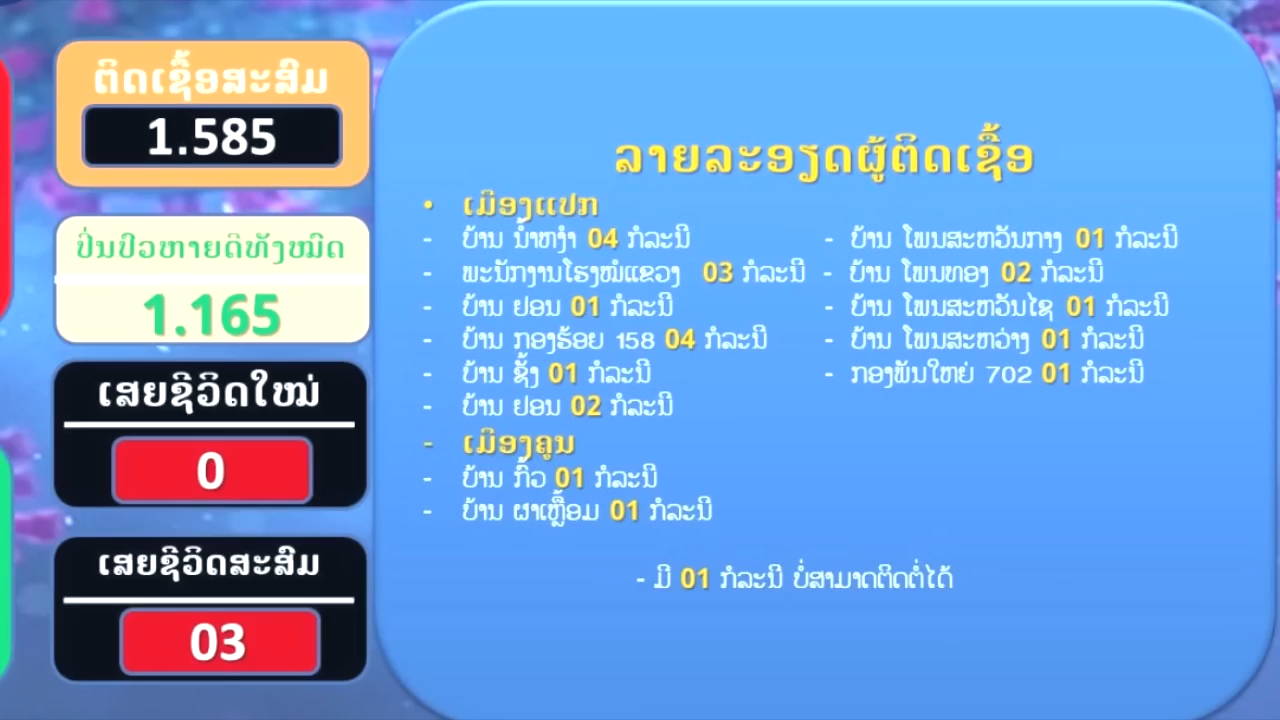 ຕິດເຊື້ອສະສົມ
1.585
ປິ່ນປົວຫາຍດີທັງໝົດ
1.165
ເສຍຊີວິດໃໝ່
0
ເສຍຊີວິດສະສົມ
03
ລາຍລະອຽດຜູ້ຕິດເຊື້ອ
• ເມືອງແປກ
- ບ້ານ ນ້ຳຫງຳ 04 ກໍລະນີ
- ພະນັກງານໂຮງໝໍແຂວງ 03 ກໍລະນີ
- ບ້ານ ຢອນ 01 ກໍລະນີ
- ບ້ານ ກອງຮ້ອຍ 158 04 ກໍລະນີ
- ບ້ານ ຊັ້ງ 01 ກໍລະນີ
- ບ້ານ ຢອນ 02 ກໍລະນີ
- ເມືອງຄູນ
- ບ້ານ ກົ້ວ 01 ກໍລະນີ
- ບ້ານ ຜາເຫຼື້ອມ 01 ກໍລະນີ
- ບ້ານ ໂພນສະຫວັນກາງ 01 ກໍລະນີ
- ບ້ານ ໂພນທອງ 02 ກໍລະນີ
- ບ້ານ ໂພນສະຫວັນໄຊ 01 ກໍລະນີ
- ບ້ານ ໂພນສະຫວ່າງ 01 ກໍລະນີ
- ກອງພັນໃຫຍ່ 702 01 ກໍລະນີ
- ມີ 01 ກໍລະນີ ບໍ່ສາມາດຕິດຕໍ່ໄດ້